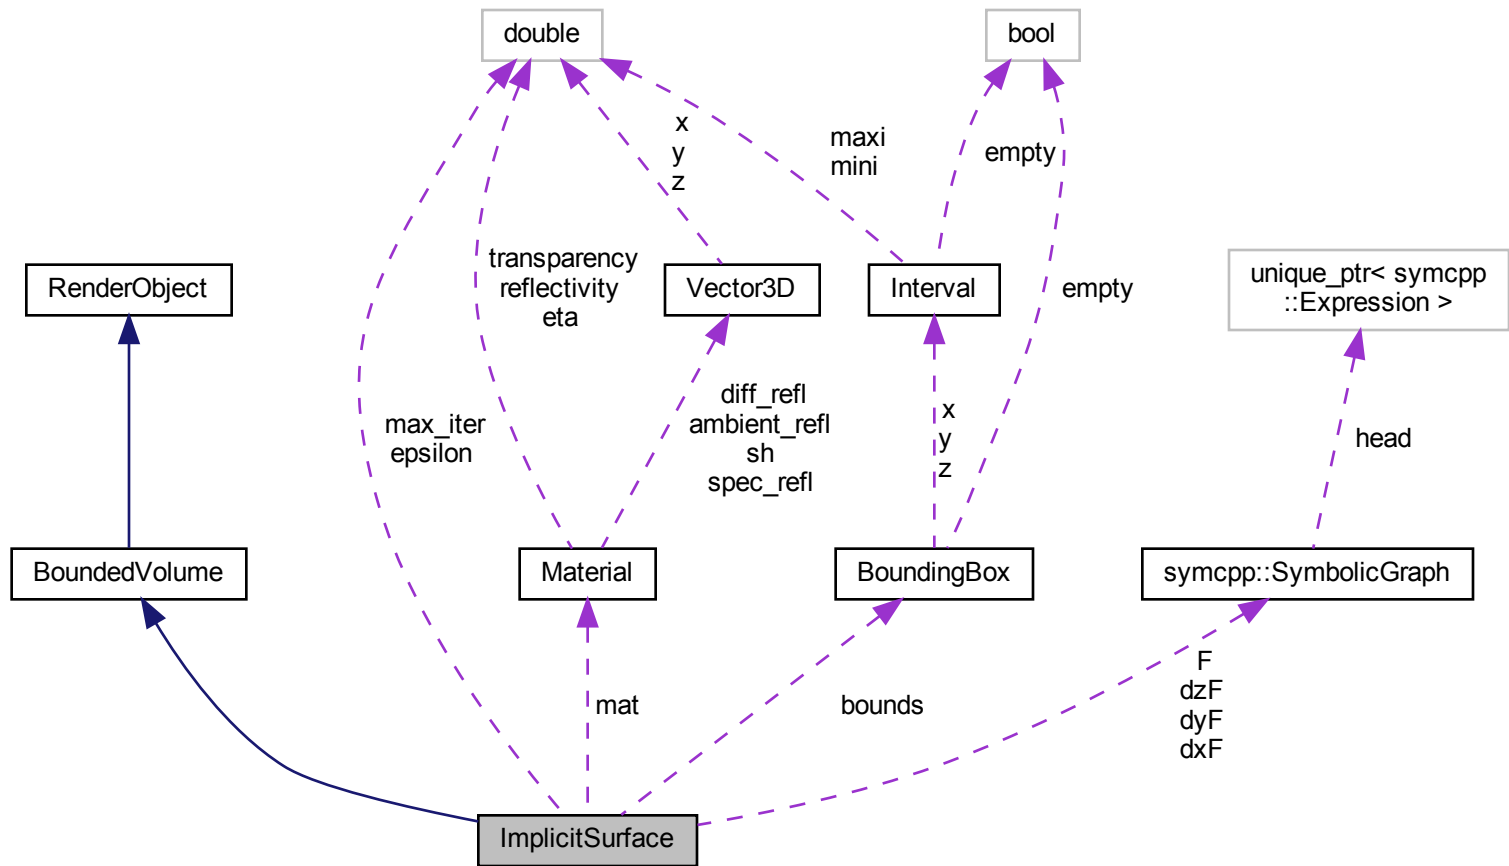 double
bool
x
y
z
maxi
mini
empty
transparency
reflectivity
eta
RenderObject
Vector3D
Interval
empty
unique_ptr< symcpp
::Expression >
max_iter
epsilon
diff_refl
ambient_refl
sh
spec_refl
x
y
z
head
BoundedVolume
Material
BoundingBox
symcpp::SymbolicGraph
mat
bounds
F
dzF
dyF
dxF
ImplicitSurface